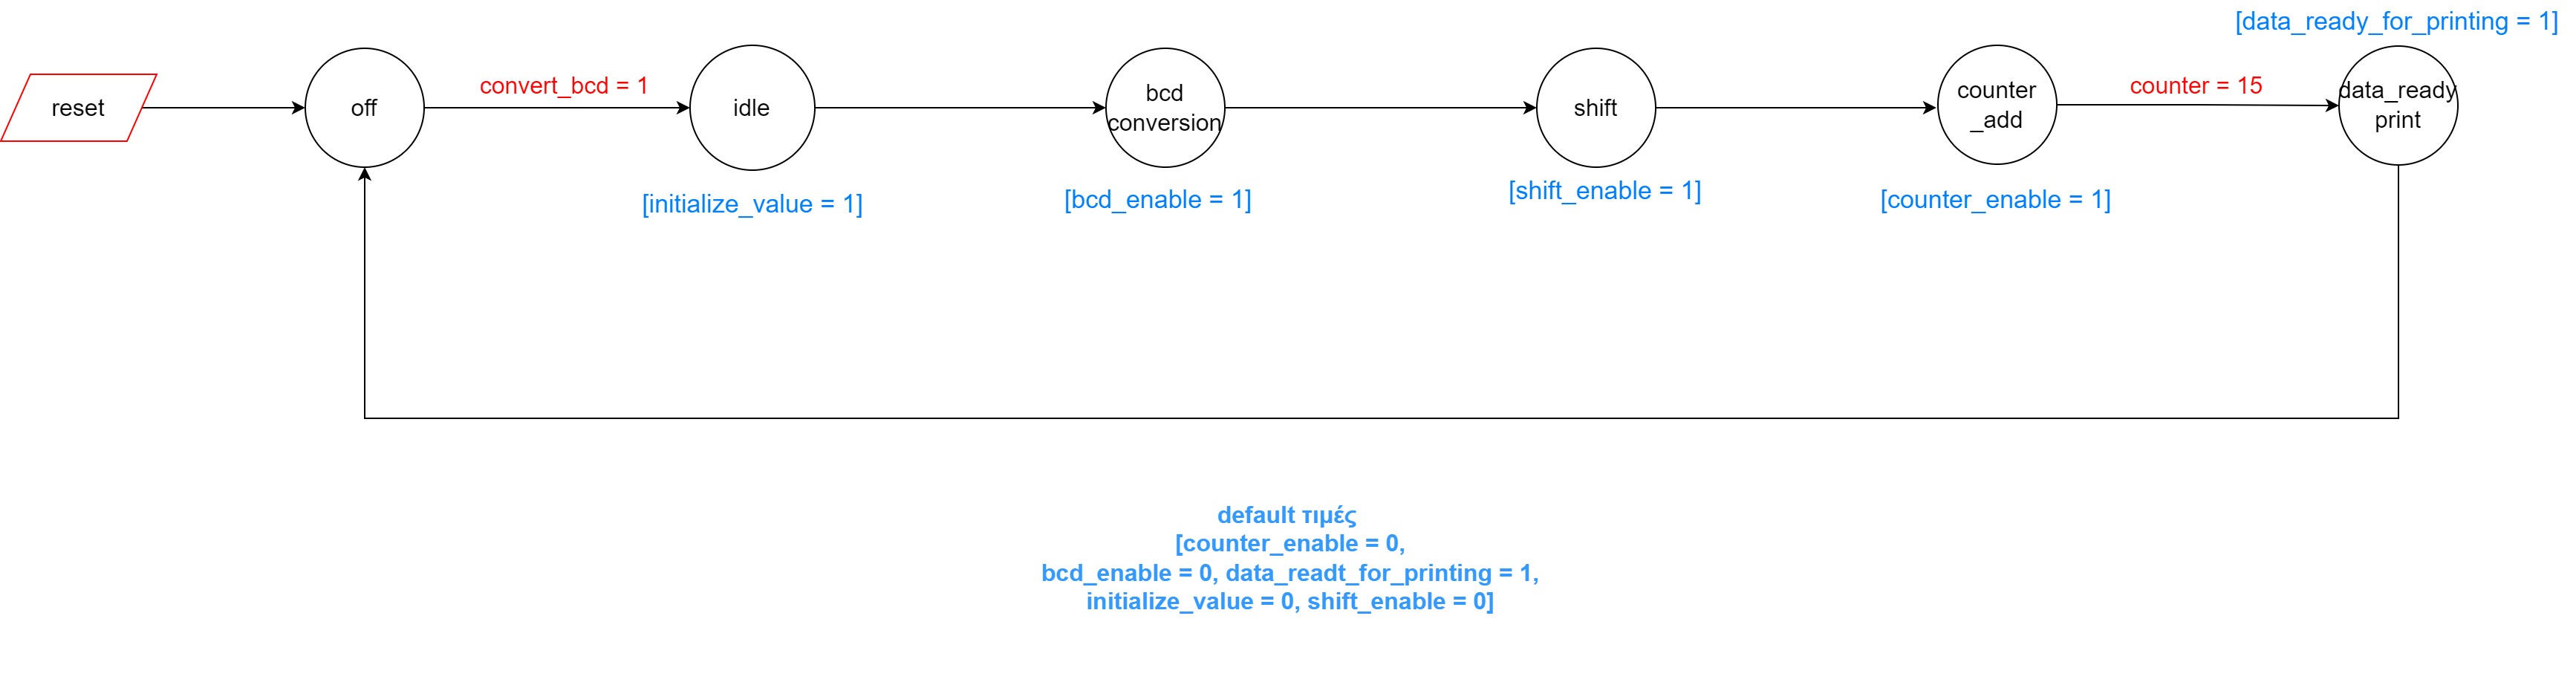 [data_ready_for_printing = 1]
reset
off
convert_bcd = 1
idle
bcd
conversion
shift
counter
_add
counter = 15
data_ready
print
[initialize_value = 1]
[bcd_enable = 1]
[shift_enable = 1]
[counter_enable = 1]
default τιμές
[counter_enable = 0,
bcd_enable = 0, data_readt_for_printing = 1,
initialize_value = 0, shift_enable = 0]